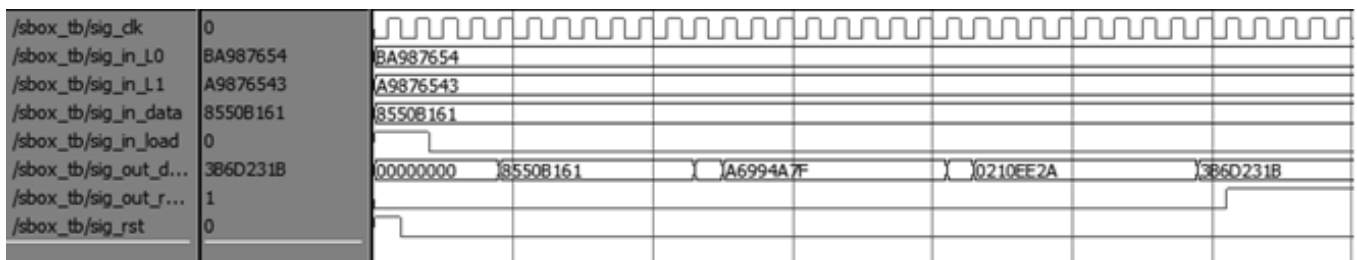 /sbox_tb/sig_clk 0
/sbox_tb/sig_in_L0 BA987654 BA987654
/sbox_tb/sig_in_L1 A9876543 A9876543
/sbox_tb/sig_in_data 8550B161 8550B161
/sbox_tb/sig_in_load 0
/sbox_tb/sig_out_d... 3B6D231B 00000000 8550B161 A6994A7F 0210EE2A 3B6D231B
/sbox_tb/sig_out_r... 1
/sbox_tb/sig_rst 0